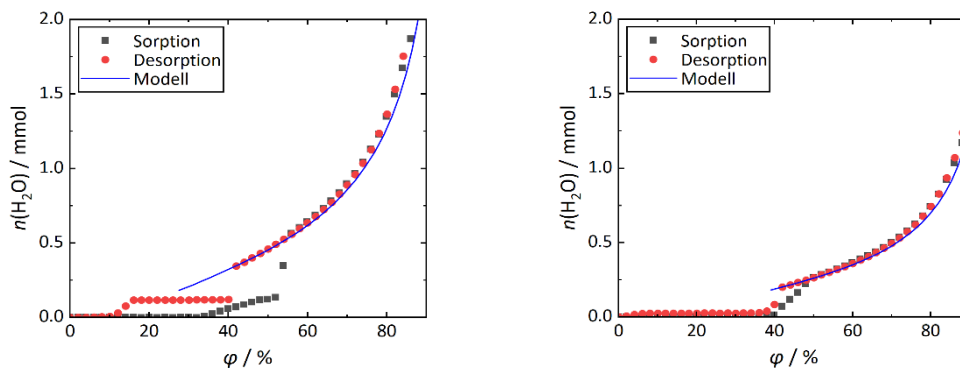 2.0
1.5
1.0
0.5
0.0
n(H₂O) / mmol
Sorption
Desorption
Modell
0
20
40
60
80
φ / %
2.0
1.5
1.0
0.5
0.0
n(H₂O) / mmol
Sorption
Desorption
Modell
0
20
40
60
80
φ / %